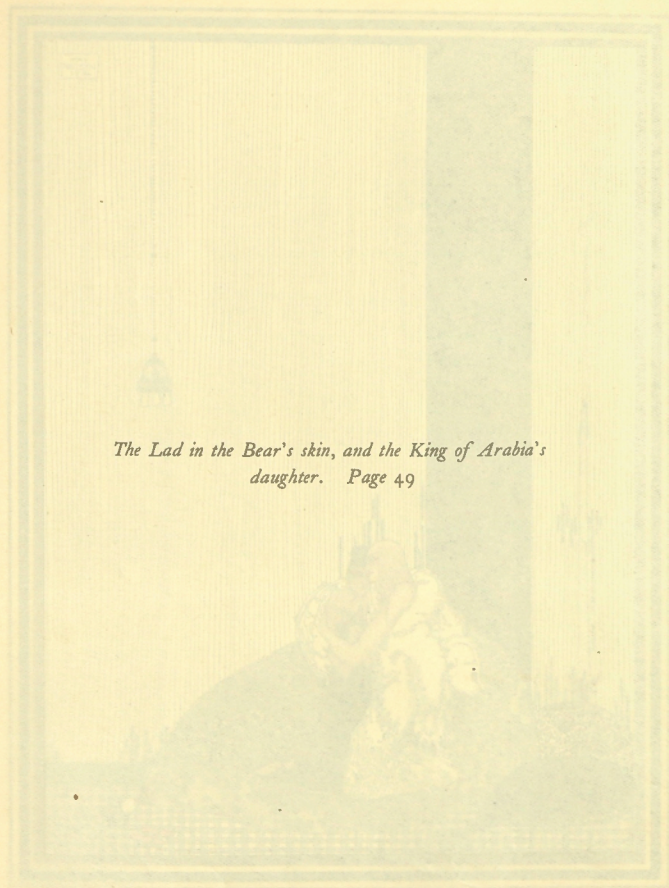 The Lad in the Bear's skin, and the King of Arabia's
daughter. Page 49